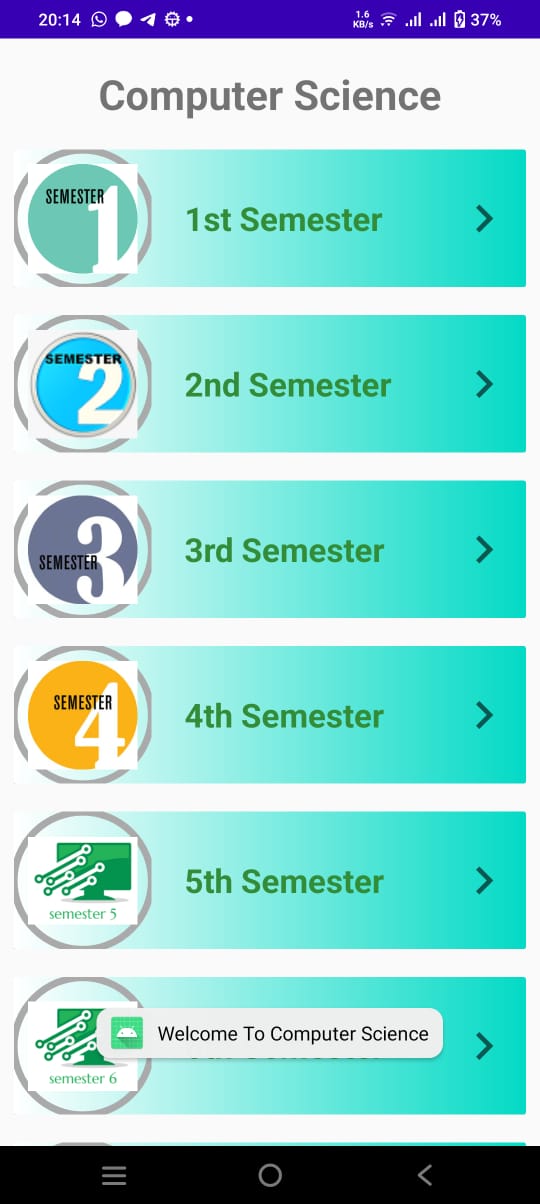 20:14 1.6 KB/s 37%
Computer Science
SEMESTER 1
1st Semester
SEMESTER 2
2nd Semester
SEMESTER 3
3rd Semester
SEMESTER 4
4th Semester
semester 5
5th Semester
semester 6
Welcome To Computer Science